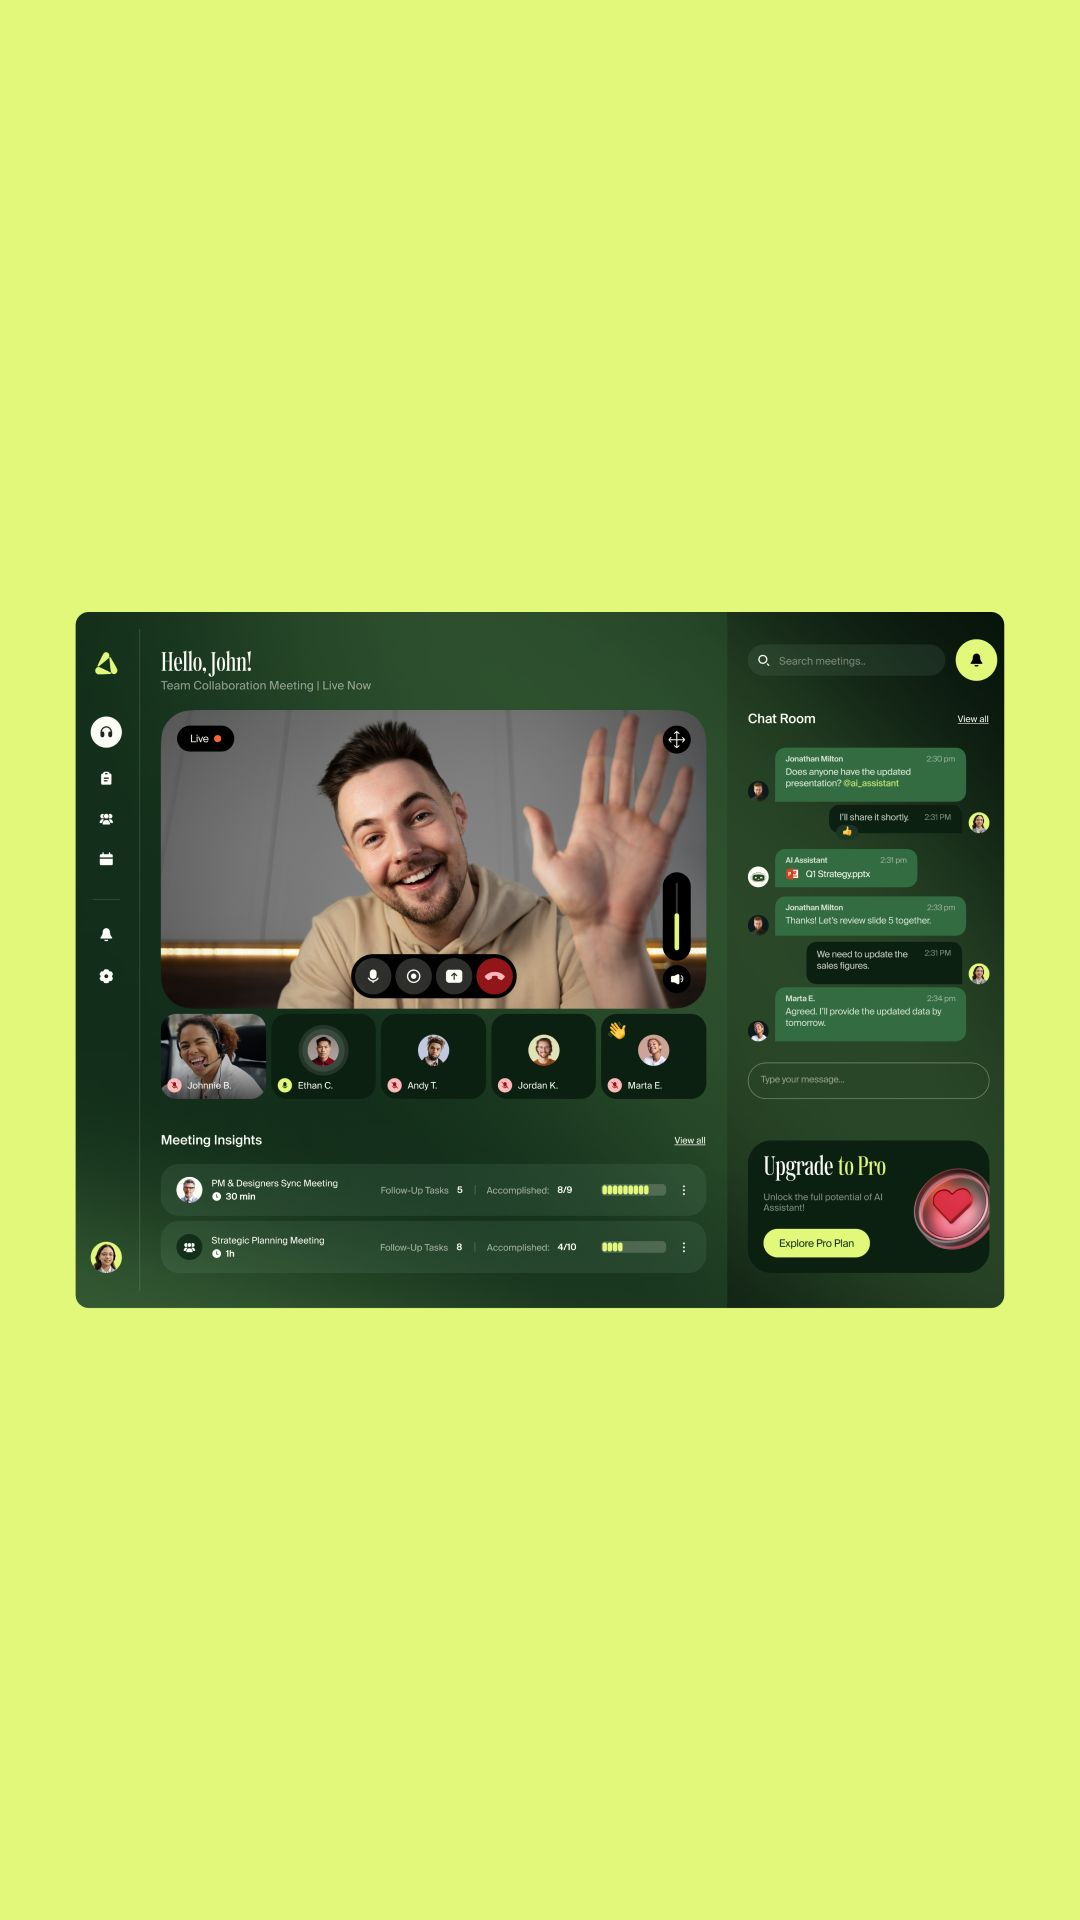 Hello, John!
Team Collaboration Meeting | Live Now
Live
Johnnie B.
Ethan C.
Andy T.
Jordan K.
Marta E.
Meeting Insights
View all
PM & Designers Sync Meeting
30 min
Follow-Up Tasks 5 | Accomplished: 8/9
Strategic Planning Meeting
1h
Follow-Up Tasks 8 | Accomplished: 4/10
Search meetings..
Chat Room
View all
Jonathan Milton 2:30 pm
Does anyone have the updated
presentation? @ai_assistant
I'll share it shortly. 2:31 PM
AI Assistant 2:31 pm
Q1 Strategy.pptx
Jonathan Milton 2:33 pm
Thanks! Let's review slide 5 together.
We need to update the 2:31 PM
sales figures.
Marta E. 2:34 pm
Agreed. I'll provide the updated data by
tomorrow.
Type your message...
Upgrade to Pro
Unlock the full potential of AI
Assistant!
Explore Pro Plan